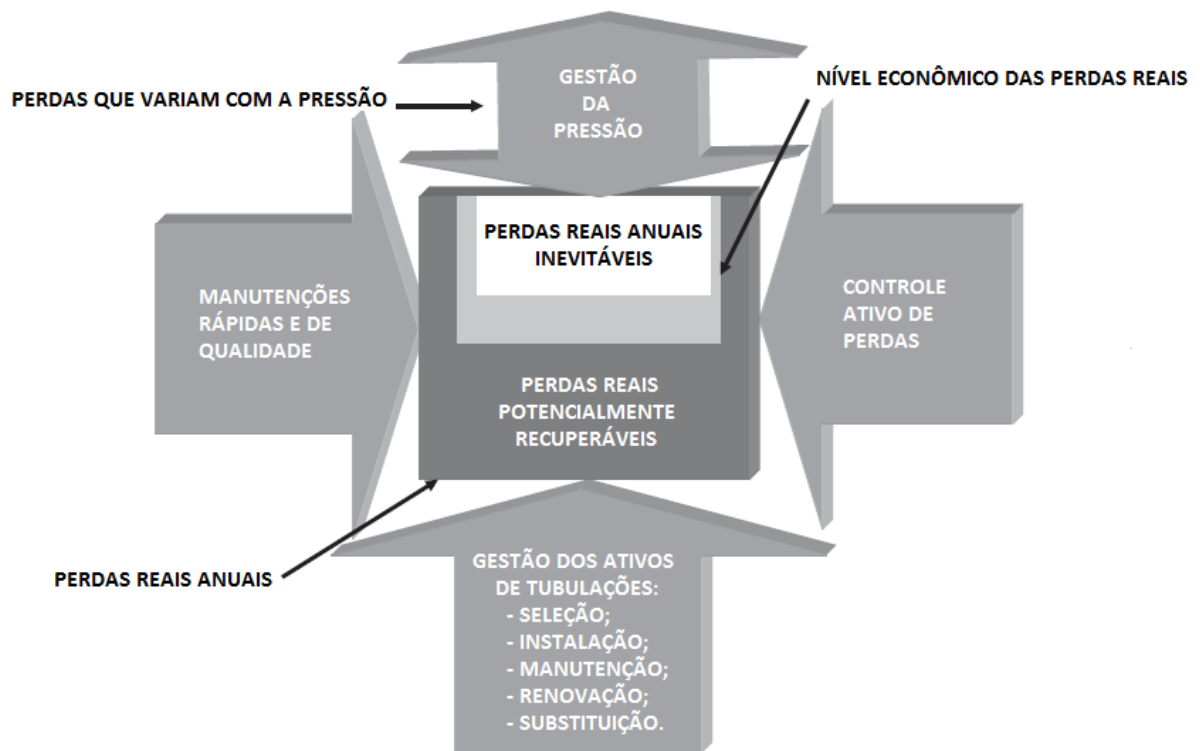 GESTÃO
DA
PRESSÃO
PERDAS QUE VARIAM COM A PRESSÃO
NÍVEL ECONÔMICO DAS PERDAS REAIS
PERDAS REAIS ANUAIS
INEVITÁVEIS
MANUTENÇÕES
RÁPIDAS E DE
QUALIDADE
CONTROLE
ATIVO DE
PERDAS
PERDAS REAIS
POTENCIALMENTE
RECUPERÁVEIS
PERDAS REAIS ANUAIS
GESTÃO DOS ATIVOS
DE TUBULAÇÕES:
- SELEÇÃO;
- INSTALAÇÃO;
- MANUTENÇÃO;
- RENOVAÇÃO;
- SUBSTITUIÇÃO.